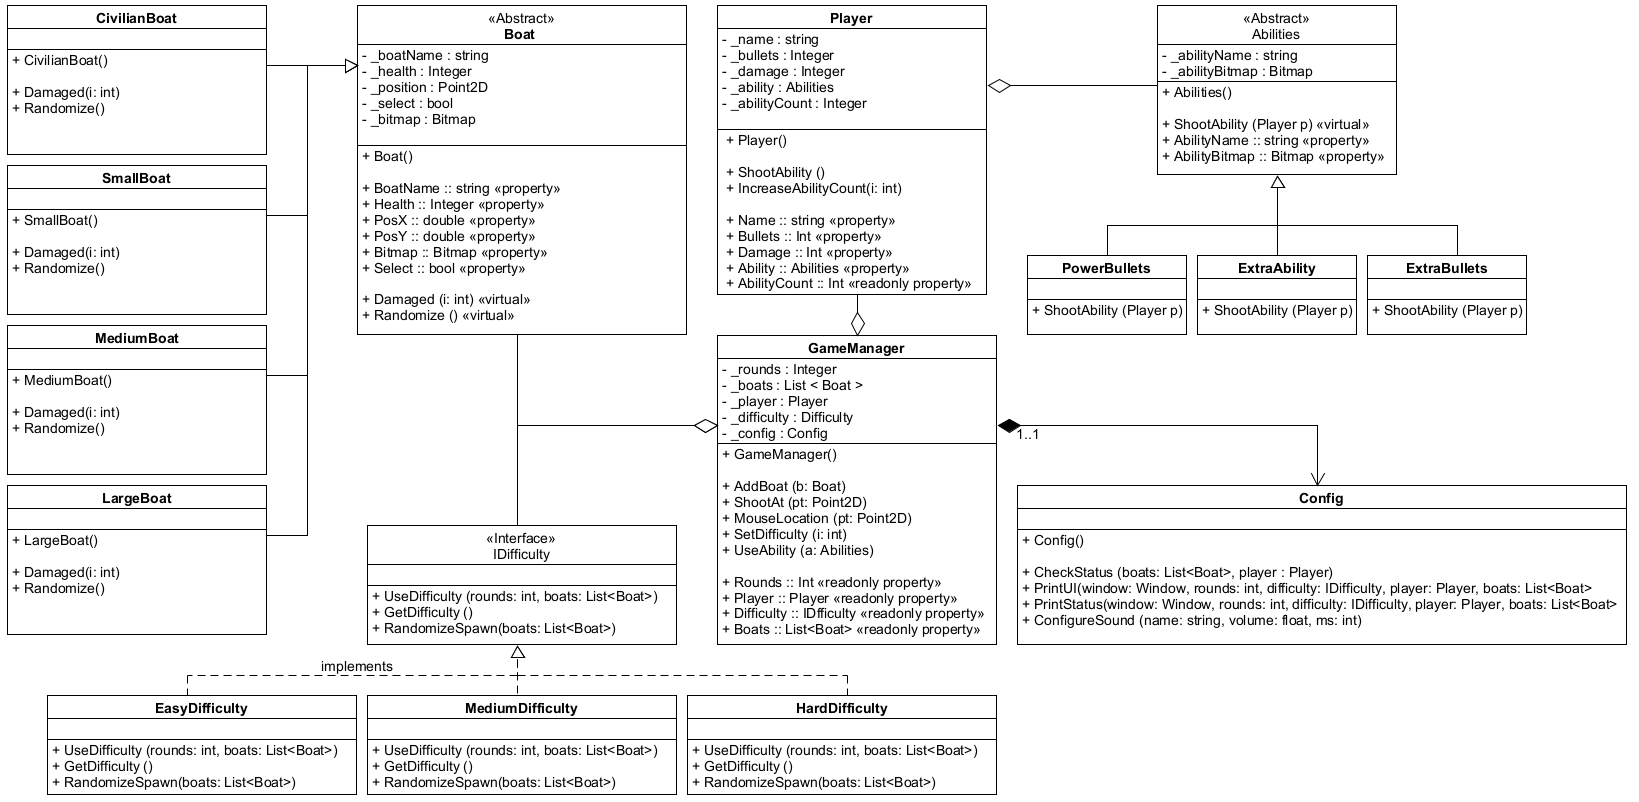 CivilianBoat
+ CivilianBoat()
+ Damaged(i: int)
+ Randomize()
SmallBoat
+ SmallBoat()
+ Damaged(i: int)
+ Randomize()
MediumBoat
+ MediumBoat()
+ Damaged(i: int)
+ Randomize()
LargeBoat
+ LargeBoat()
+ Damaged(i: int)
+ Randomize()
«Abstract»
Boat
- _boatName : string
- _health : Integer
- _position : Point2D
- _select : bool
- _bitmap : Bitmap
+ Boat()
+ BoatName :: string «property»
+ Health :: Integer «property»
+ PosX :: double «property»
+ PosY :: double «property»
+ Bitmap :: Bitmap «property»
+ Select :: bool «property»
+ Damaged (i: int) «virtual»
+ Randomize () «virtual»
Player
- _name : string
- _bullets : Integer
- _damage : Integer
- _ability : Abilities
- _abilityCount : Integer
+ Player()
+ ShootAbility ()
+ IncreaseAbilityCount(i: int)
+ Name :: string «property»
+ Bullets :: Int «property»
+ Damage :: Int «property»
+ Ability :: Abilities «property»
+ AbilityCount :: Int «readonly property»
«Abstract»
Abilities
- _abilityName : string
- _abilityBitmap : Bitmap
+ Abilities()
+ ShootAbility (Player p) «virtual»
+ AbilityName :: string «property»
+ AbilityBitmap :: Bitmap «property»
PowerBullets
+ ShootAbility (Player p)
ExtraAbility
+ ShootAbility (Player p)
ExtraBullets
+ ShootAbility (Player p)
GameManager
- _rounds : Integer
- _boats : List < Boat >
- _player : Player
- _difficulty : Difficulty
- _config : Config
+ GameManager()
+ AddBoat (b: Boat)
+ ShootAt (pt: Point2D)
+ MouseLocation (pt: Point2D)
+ SetDifficulty (i: int)
+ UseAbility (a: Abilities)
+ Rounds :: Int «readonly property»
+ Player :: Player «readonly property»
+ Difficulty :: IDfficulty «readonly property»
+ Boats :: List<Boat> «readonly property»
1..1
Config
+ Config()
+ CheckStatus (boats: List<Boat>, player : Player)
+ PrintUI(window: Window, rounds: int, difficulty: IDifficulty, player: Player, boats: List<Boat>
+ PrintStatus(window: Window, rounds: int, difficulty: IDifficulty, player: Player, boats: List<Boat>
+ ConfigureSound (name: string, volume: float, ms: int)
«Interface»
IDifficulty
+ UseDifficulty (rounds: int, boats: List<Boat>)
+ GetDifficulty ()
+ RandomizeSpawn(boats: List<Boat>)
implements
EasyDifficulty
+ UseDifficulty (rounds: int, boats: List<Boat>)
+ GetDifficulty ()
+ RandomizeSpawn(boats: List<Boat>)
MediumDifficulty
+ UseDifficulty (rounds: int, boats: List<Boat>)
+ GetDifficulty ()
+ RandomizeSpawn(boats: List<Boat>)
HardDifficulty
+ UseDifficulty (rounds: int, boats: List<Boat>)
+ GetDifficulty ()
+ RandomizeSpawn(boats: List<Boat>)